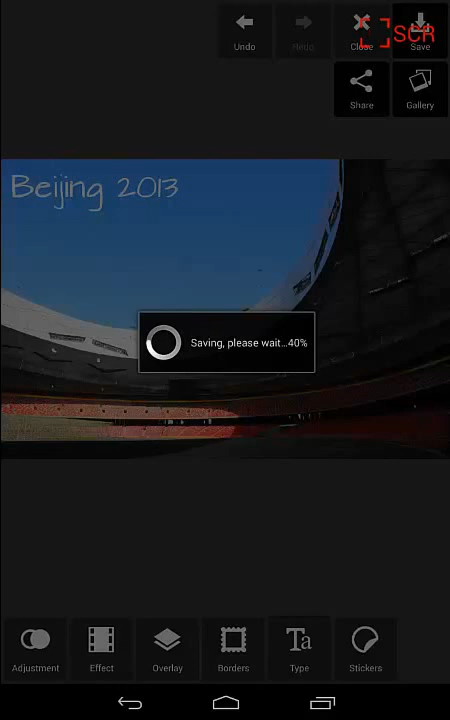 Undo
Redo
Close
Save
SCR
Share
Gallery
Beijing 2013
Saving, please wait...40%
Adjustment
Effect
Overlay
Borders
Ta
Type
Stickers